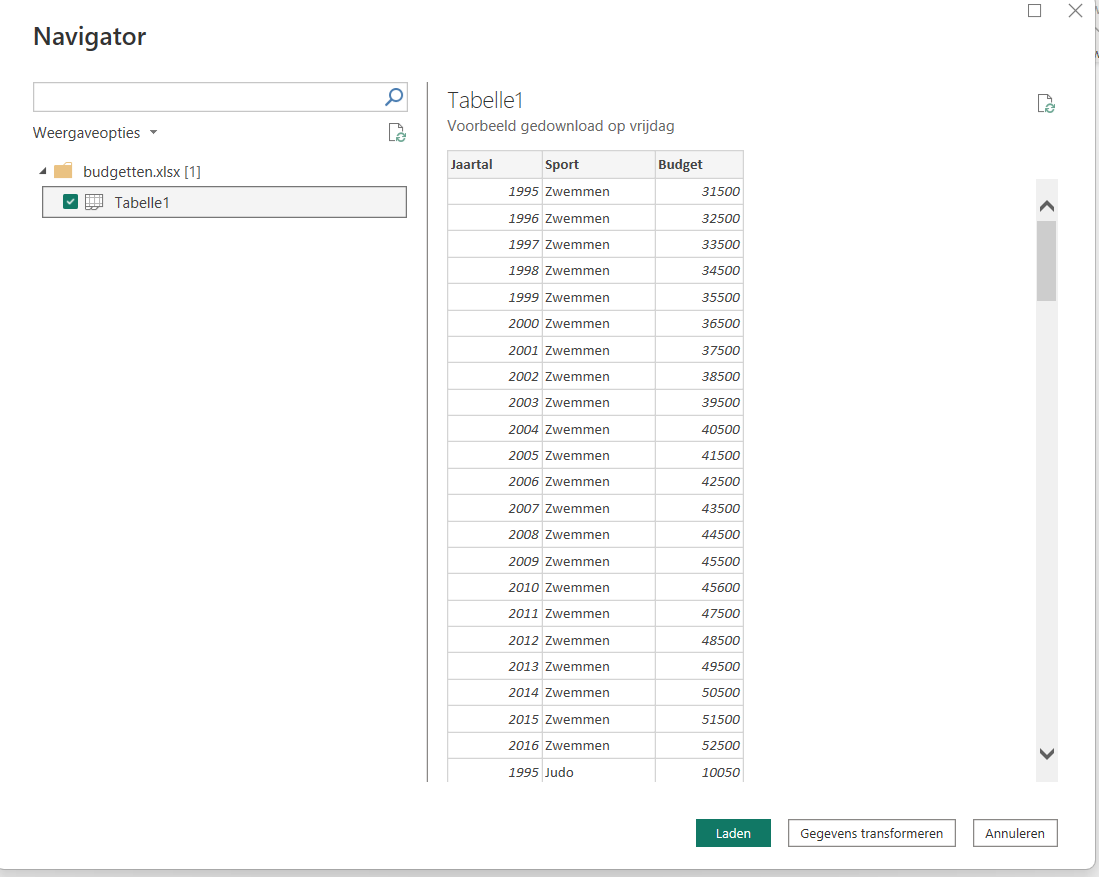 Navigator
Weergaveopties
budgetten.xlsx [1]
Tabelle1
Tabelle1
Voorbeeld gedownload op vrijdag
Jaartal Sport Budget
1995 Zwemmen 31500
1996 Zwemmen 32500
1997 Zwemmen 33500
1998 Zwemmen 34500
1999 Zwemmen 35500
2000 Zwemmen 36500
2001 Zwemmen 37500
2002 Zwemmen 38500
2003 Zwemmen 39500
2004 Zwemmen 40500
2005 Zwemmen 41500
2006 Zwemmen 42500
2007 Zwemmen 43500
2008 Zwemmen 44500
2009 Zwemmen 45500
2010 Zwemmen 45600
2011 Zwemmen 47500
2012 Zwemmen 48500
2013 Zwemmen 49500
2014 Zwemmen 50500
2015 Zwemmen 51500
2016 Zwemmen 52500
1995 Judo 10050
Laden Gegevens transformeren Annuleren